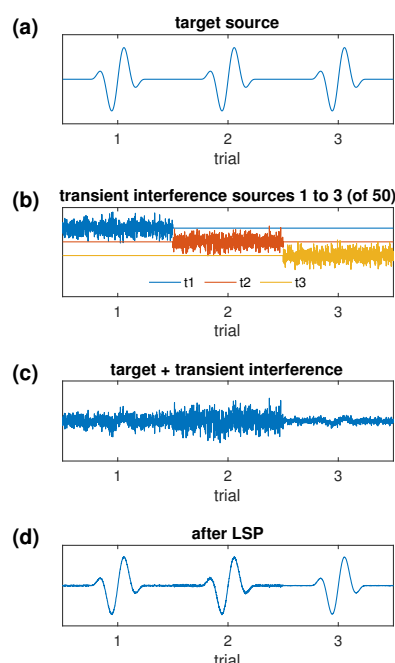 (a)
target source
1 2 3
trial
(b)
transient interference sources 1 to 3 (of 50)
t1 t2 t3
1 2 3
trial
(c)
target + transient interference
1 2 3
trial
(d)
after LSP
1 2 3
trial